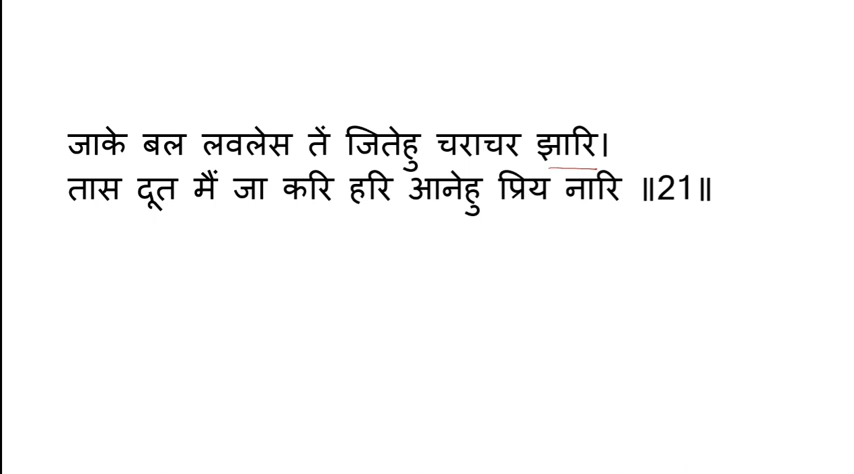 जाके बल लवलेस तें जितेहु चराचर झारि।
तास दूत मैं जा करि हरि आनेहु प्रिय नारि ॥21॥